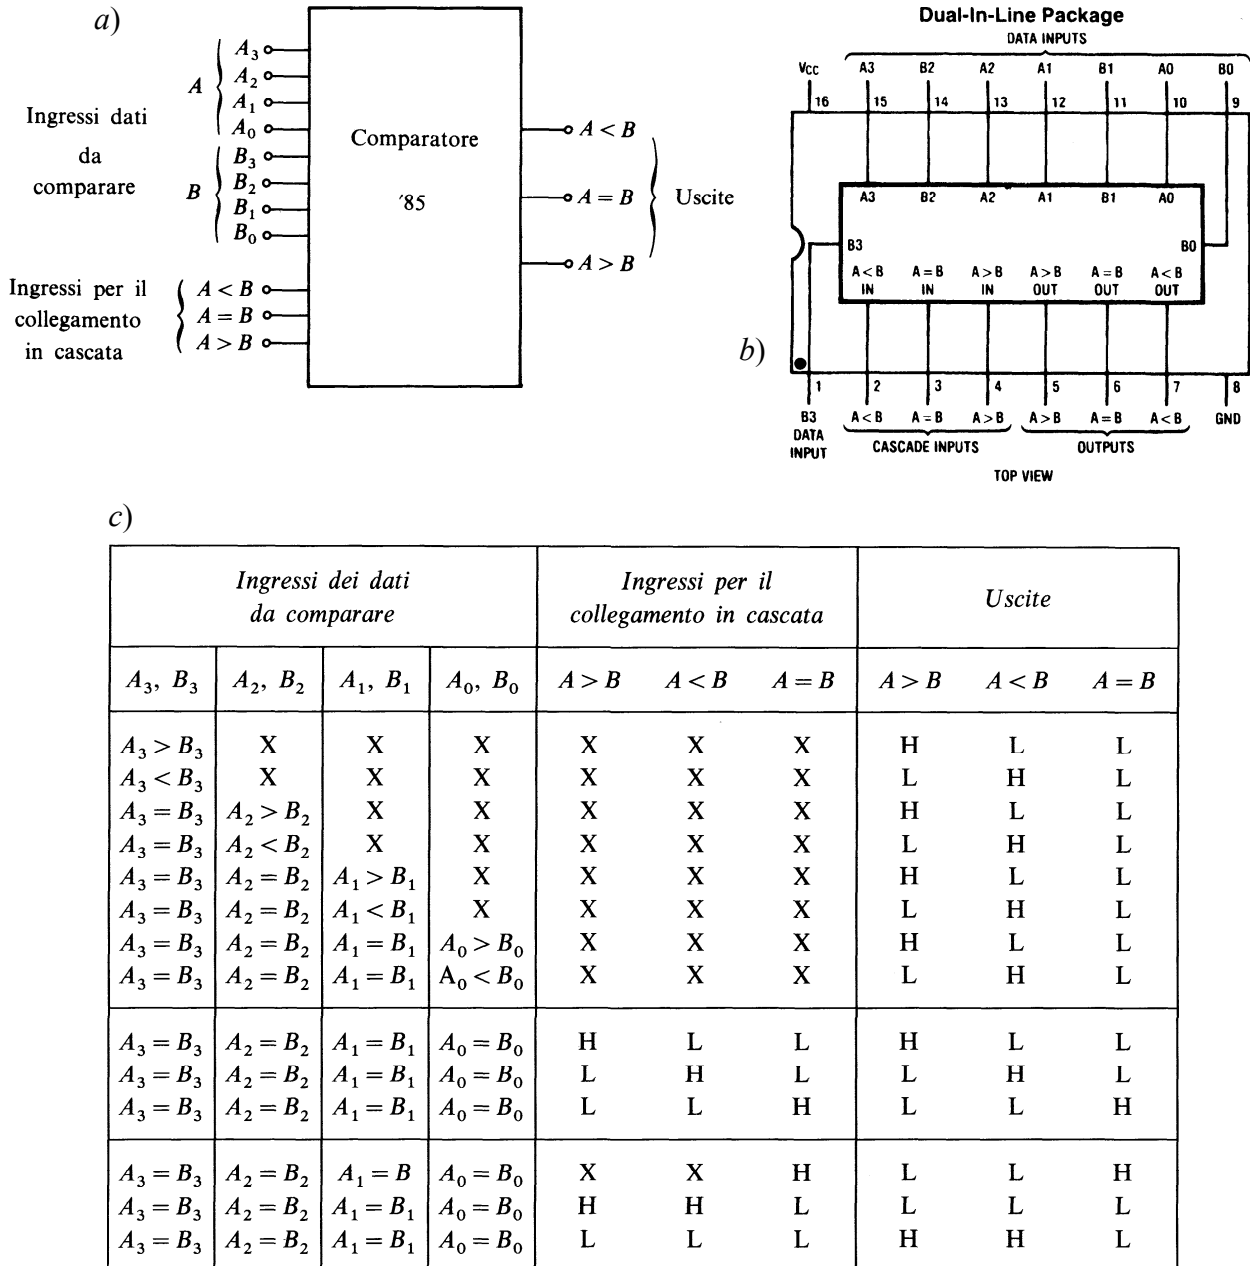 a)
A { A₃
A₂
A₁
A₀
B { B₃
B₂
B₁
B₀
Ingressi dati
da
comparare
Ingressi per il
collegamento
in cascata
A < B
A = B
A > B
Comparatore
'85
A < B
A = B
A > B
Uscite
b)
Dual-In-Line Package
DATA INPUTS
VCC A3 B2 A2 A1 B1 A0 B0
16 15 14 13 12 11 10 9
A3 B2 A2 A1 B1 A0
B3 B0
A<B A=B A>B A>B A=B A<B
IN IN IN OUT OUT OUT
1 2 3 4 5 6 7 8
B3 A<B A=B A>B A>B A=B A<B GND
DATA
INPUT
CASCADE INPUTS OUTPUTS
TOP VIEW
c)
Ingressi dei dati
da comparare
Ingressi per il
collegamento in cascata
Uscite
A₃, B₃ A₂, B₂ A₁, B₁ A₀, B₀ A > B A < B A = B A > B A < B A = B
A₃ > B₃ X X X X X X H L L
A₃ < B₃ X X X X X X L H L
A₃ = B₃ A₂ > B₂ X X X X X H L L
A₃ = B₃ A₂ < B₂ X X X X X L H L
A₃ = B₃ A₂ = B₂ A₁ > B₁ X X X X H L L
A₃ = B₃ A₂ = B₂ A₁ < B₁ X X X X L H L
A₃ = B₃ A₂ = B₂ A₁ = B₁ A₀ > B₀ X X X H L L
A₃ = B₃ A₂ = B₂ A₁ = B₁ A₀ < B₀ X X X L H L
A₃ = B₃ A₂ = B₂ A₁ = B₁ A₀ = B₀ H L L H L L
A₃ = B₃ A₂ = B₂ A₁ = B₁ A₀ = B₀ L H L L H L
A₃ = B₃ A₂ = B₂ A₁ = B₁ A₀ = B₀ L L H L L H
A₃ = B₃ A₂ = B₂ A₁ = B A₀ = B₀ X X H L L H
A₃ = B₃ A₂ = B₂ A₁ = B₁ A₀ = B₀ H H L L L L
A₃ = B₃ A₂ = B₂ A₁ = B₁ A₀ = B₀ L L L H H L